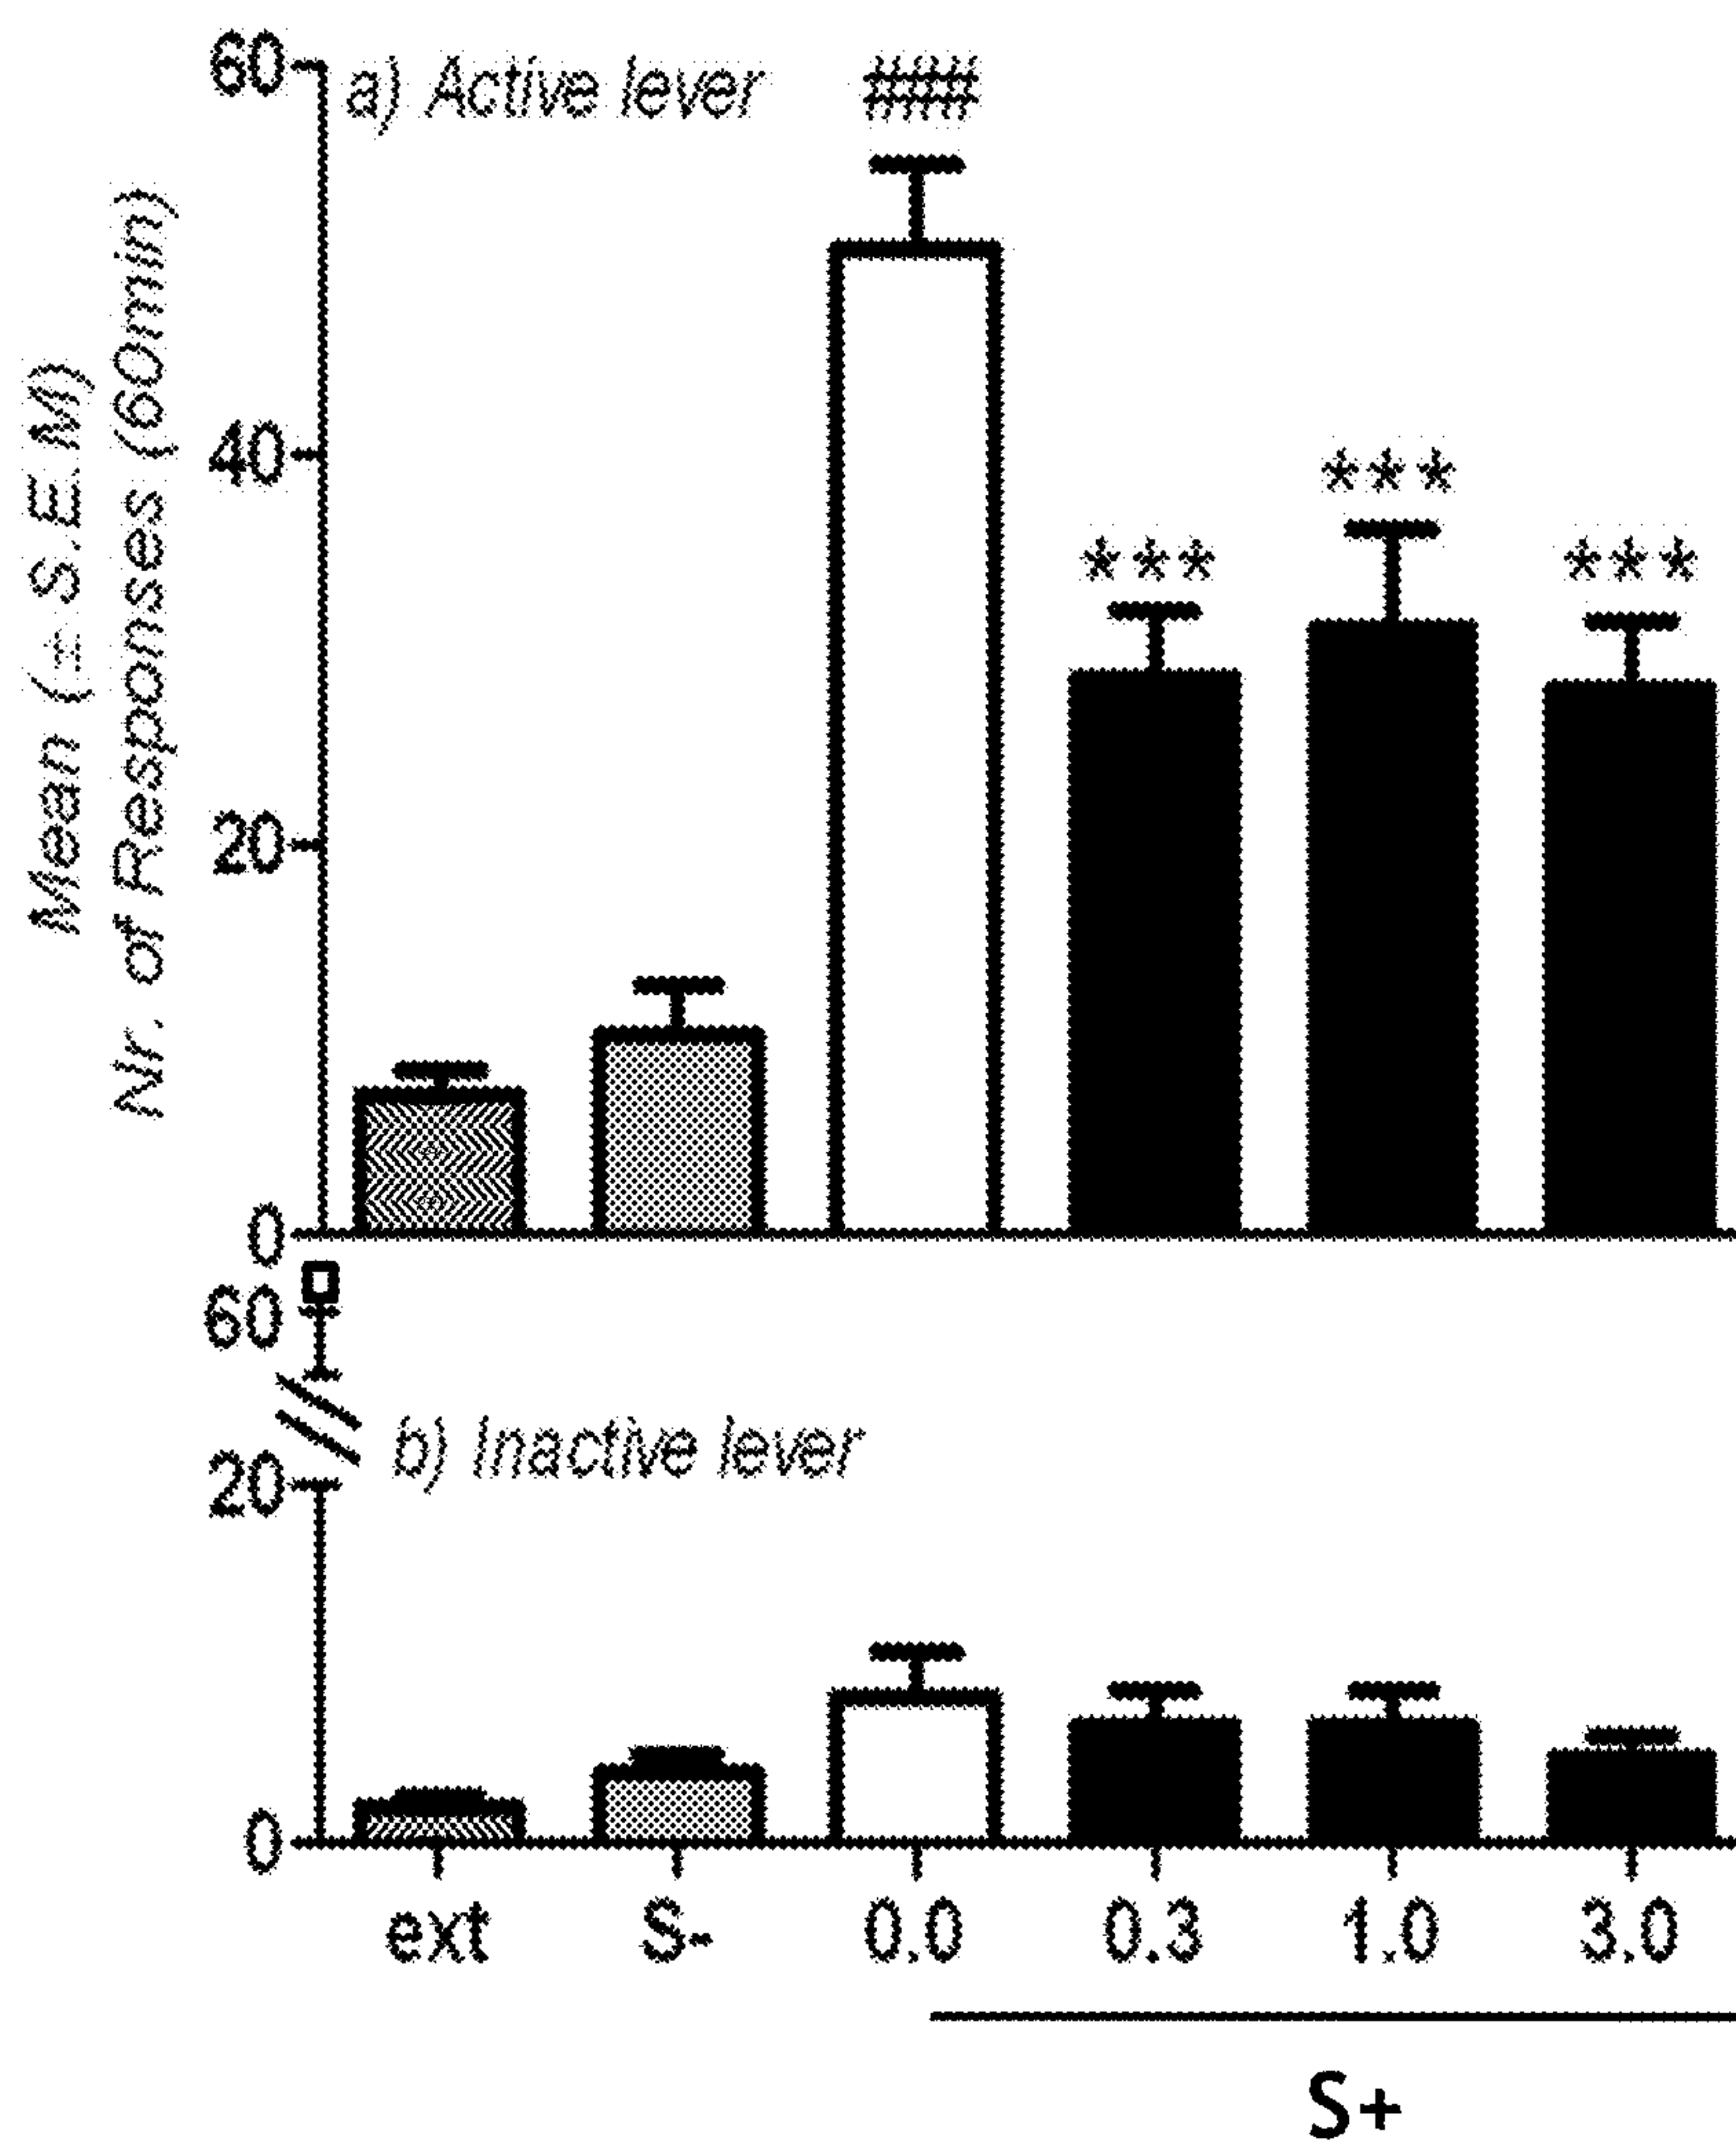 Mean (± S.E.M)
Nr. of Responses (60min)
60
40
20
0
a) Active lever
###
***
***
***
60
20
0
b) Inactive lever
ext S- 0.0 0.3 1.0 3.0
S+